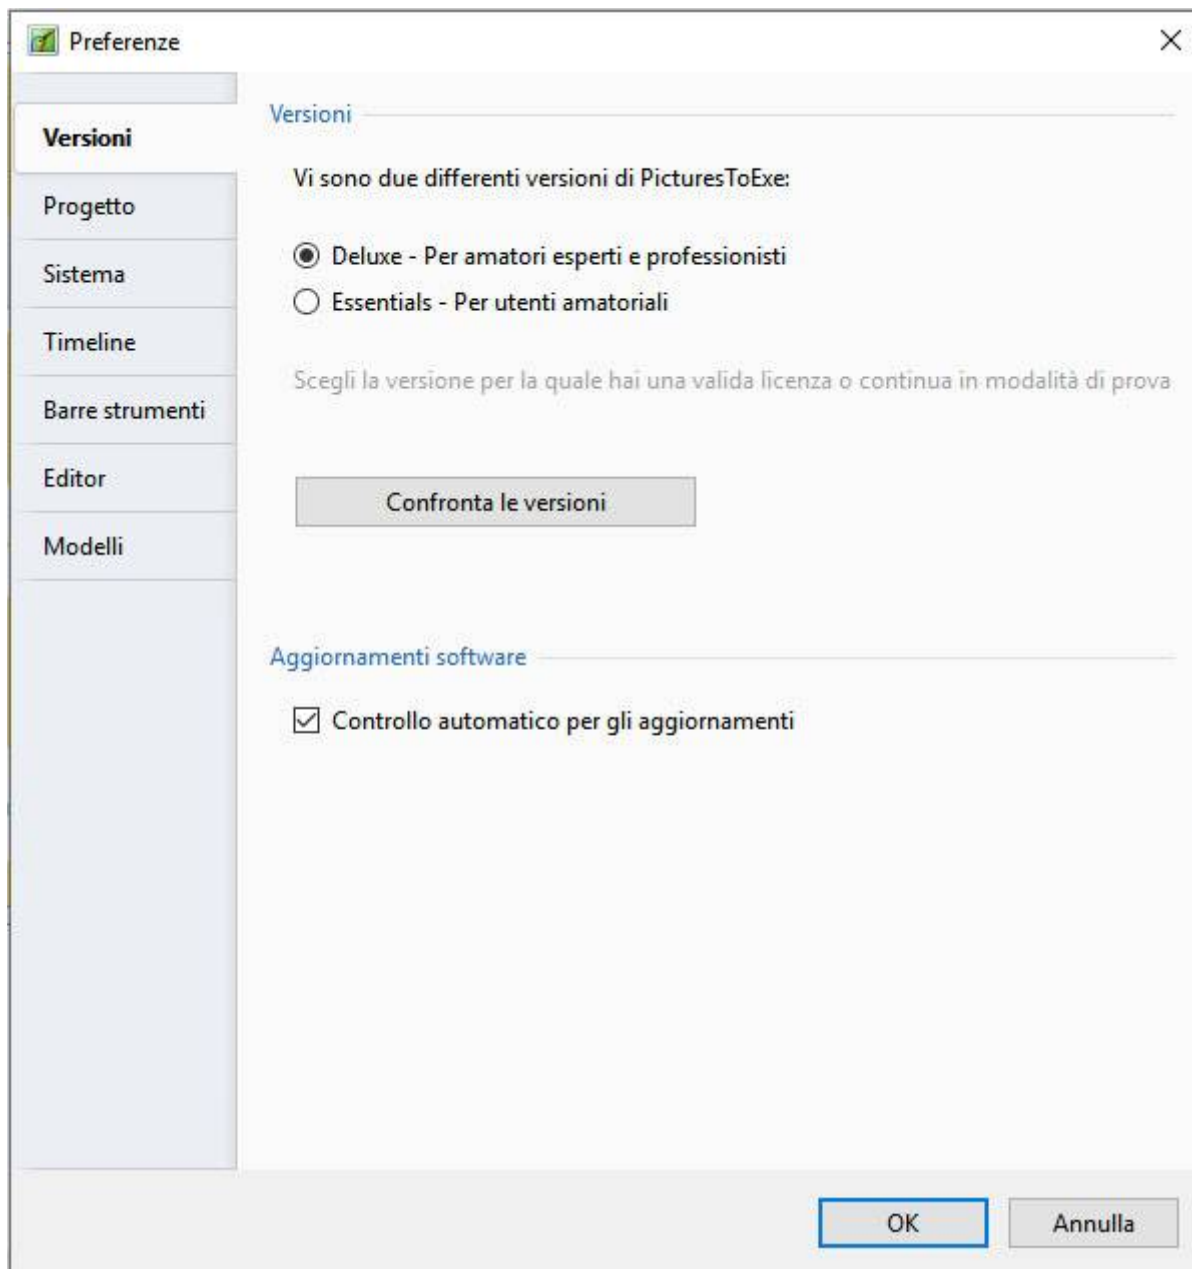 Preferenze
Versioni
Progetto
Sistema
Timeline
Barre strumenti
Editor
Modelli
Versioni
Vi sono due differenti versioni di PicturesToExe:
Deluxe - Per amatori esperti e professionisti
Essentials - Per utenti amatoriali
Scegli la versione per la quale hai una valida licenza o continua in modalità di prova
Confronta le versioni
Aggiornamenti software
Controllo automatico per gli aggiornamenti
OK
Annulla